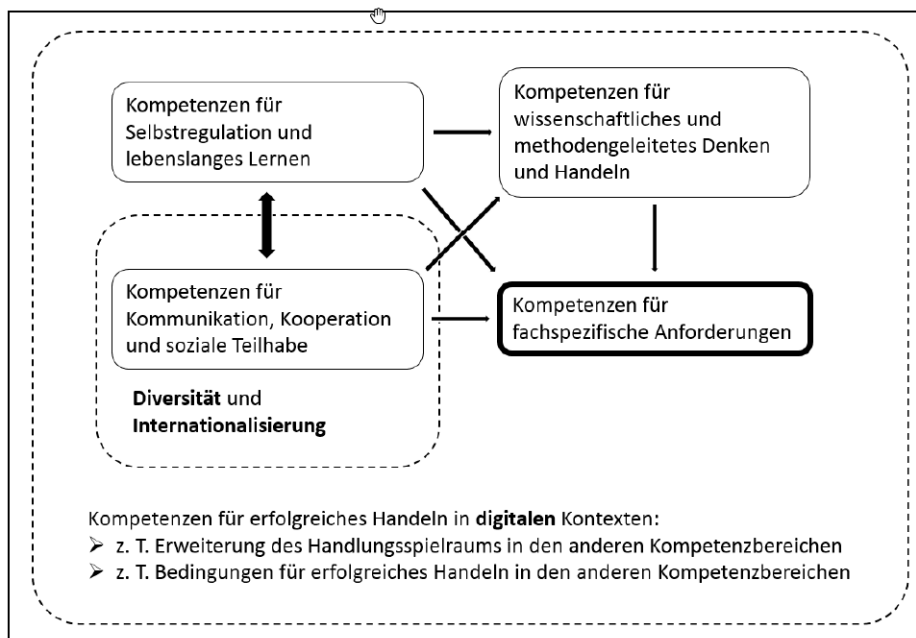 Kompetenzen für
Selbstregulation und
lebenslanges Lernen
Kompetenzen für
wissenschaftliches und
methodengeleitetes Denken
und Handeln
Kompetenzen für
Kommunikation, Kooperation
und soziale Teilhabe
Kompetenzen für
fachspezifische Anforderungen
Diversität und
Internationalisierung
Kompetenzen für erfolgreiches Handeln in digitalen Kontexten:
➢ z. T. Erweiterung des Handlungsspielraums in den anderen Kompetenzbereichen
➢ z. T. Bedingungen für erfolgreiches Handeln in den anderen Kompetenzbereichen